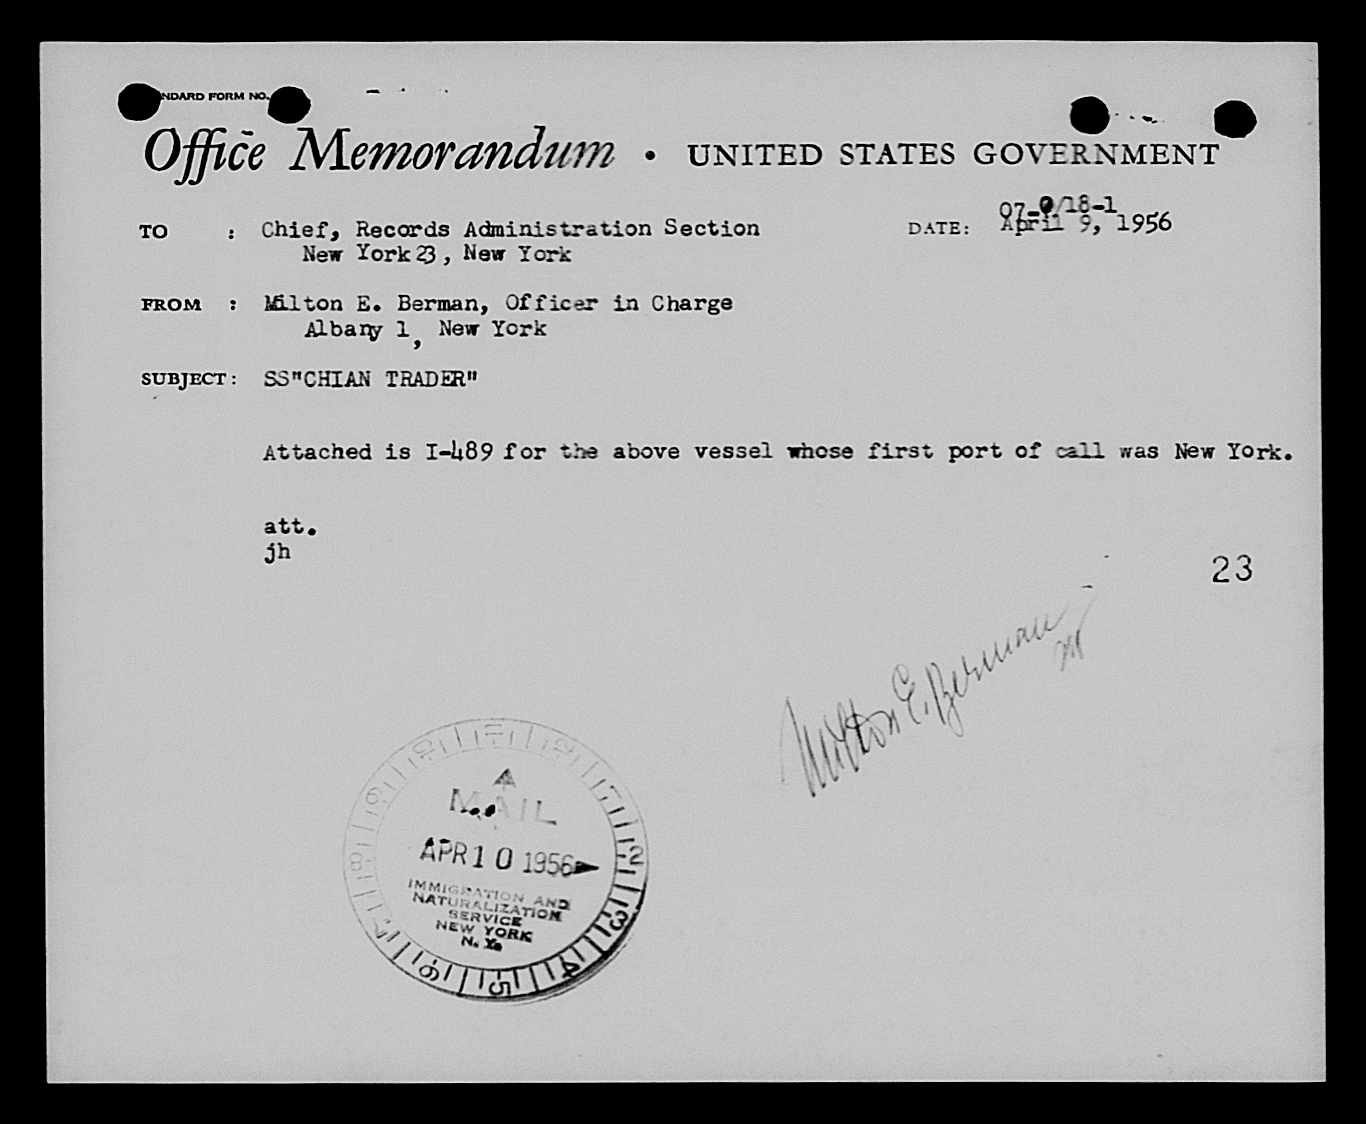 NDARD FORM NO.
Office Memorandum • UNITED STATES GOVERNMENT
07-0/18-1
TO : Chief, Records Administration Section DATE: April 9, 1956
New York 23, New York
FROM : Milton E. Berman, Officer in Charge
Albany 1, New York
SUBJECT: SS"CHIAN TRADER"
Attached is I-489 for the above vessel whose first port of call was New York.
att.
jh
23
Milton E. Berman
MAIL
APR 10 1956
IMMIGRATION AND
NATURALIZATION
SERVICE
NEW YORK
N. Y.